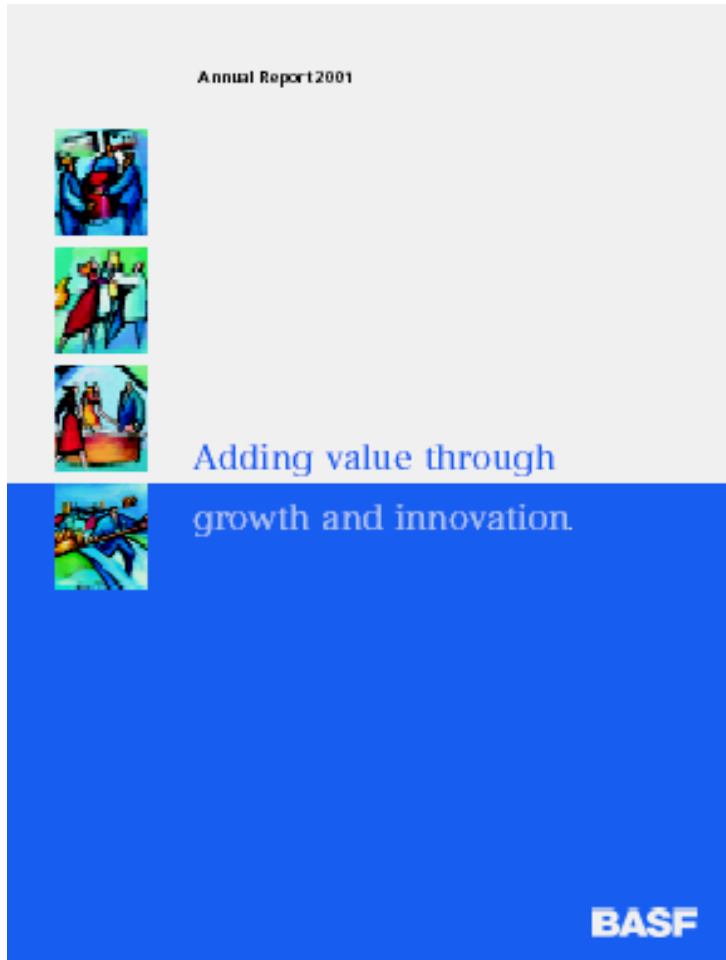 Annual Report 2001
Adding value through
growth and innovation.
BASF